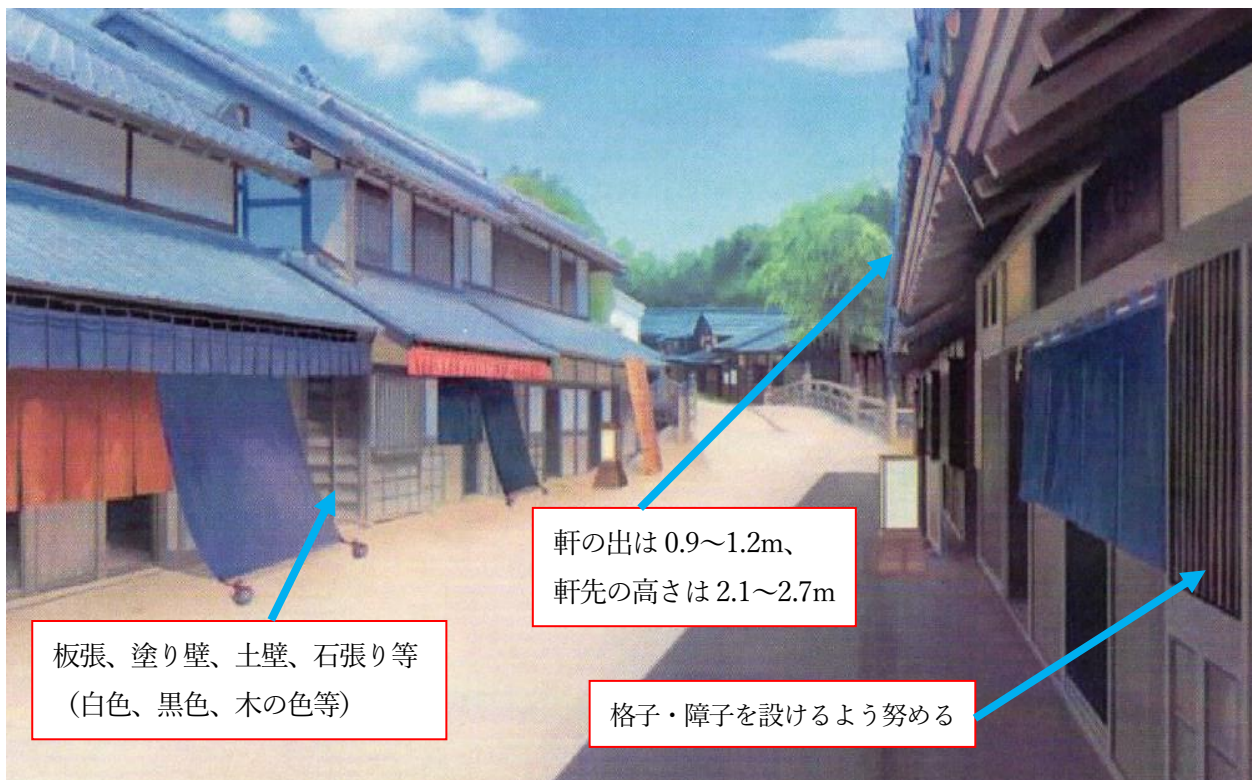 軒の出は 0.9～1.2m、
軒先の高さは 2.1～2.7m
板張、塗り壁、土壁、石張り等
（白色、黒色、木の色等）
格子・障子を設けるよう努める